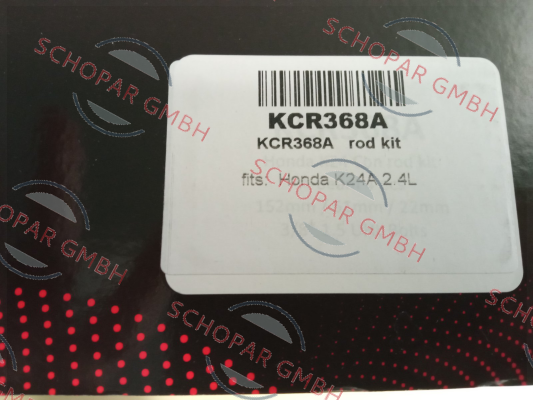 SCHOPAR GMBH
SCHOPAR GMBH
KCR368A
KCR368A rod kit
fits: Honda K24A 2.4L
SCHOPAR GMBH
SCHOPAR GMBH
SCHOPAR GMBH